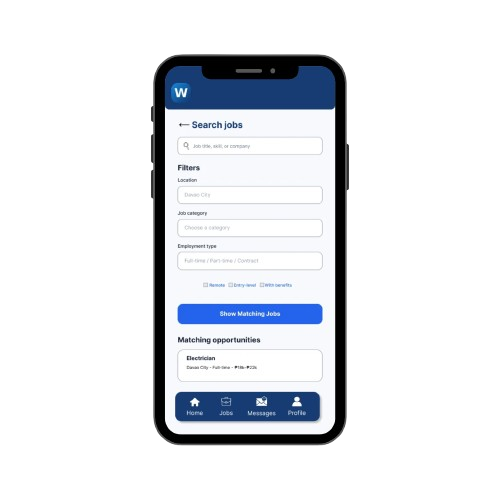 W
← Search jobs
Job title, skill, or company
Filters
Location
Davao City
Job category
Choose a category
Employment type
Full-time / Part-time / Contract
Remote Entry-level With benefits
Show Matching Jobs
Matching opportunities
Electrician
Davao City - Full-time - ₱18k-₱22k
Home Jobs Messages Profile